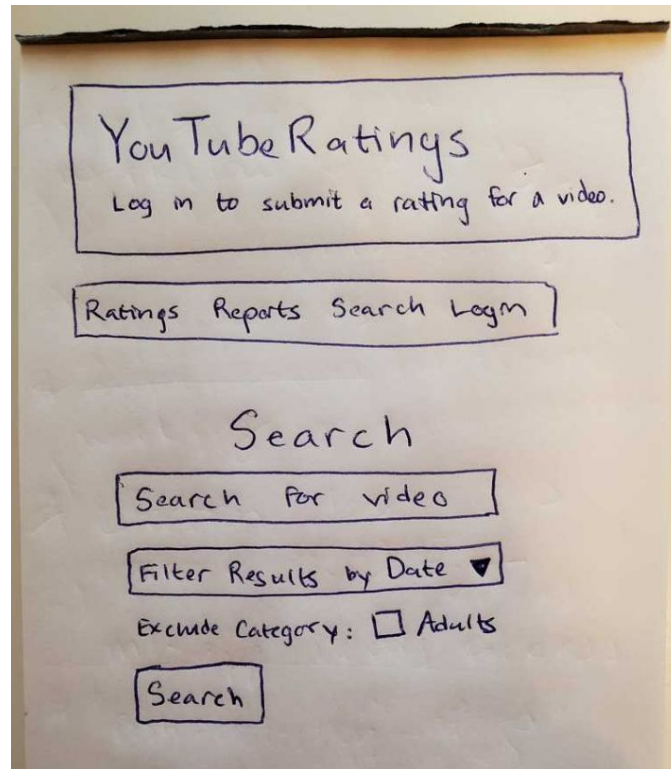 YouTubeRatings
Log in to submit a rating for a video.
Ratings Reports Search Login
Search
Search for video
Filter Results by Date ▼
Exclude Category: ☐ Adults
Search